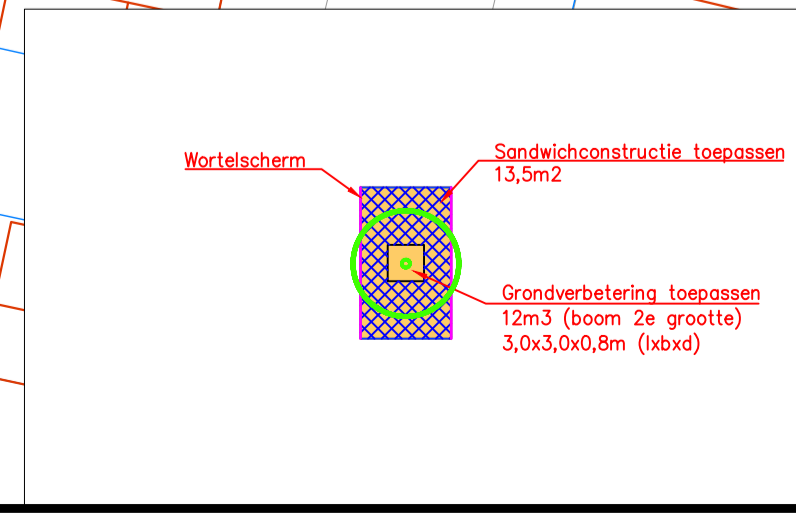 Sandwichconstructie toepassen
13,5m2
Wortelscherm
Grondverbetering toepassen
12m3 (boom 2e grootte)
3,0x3,0x0,8m (lxbxd)